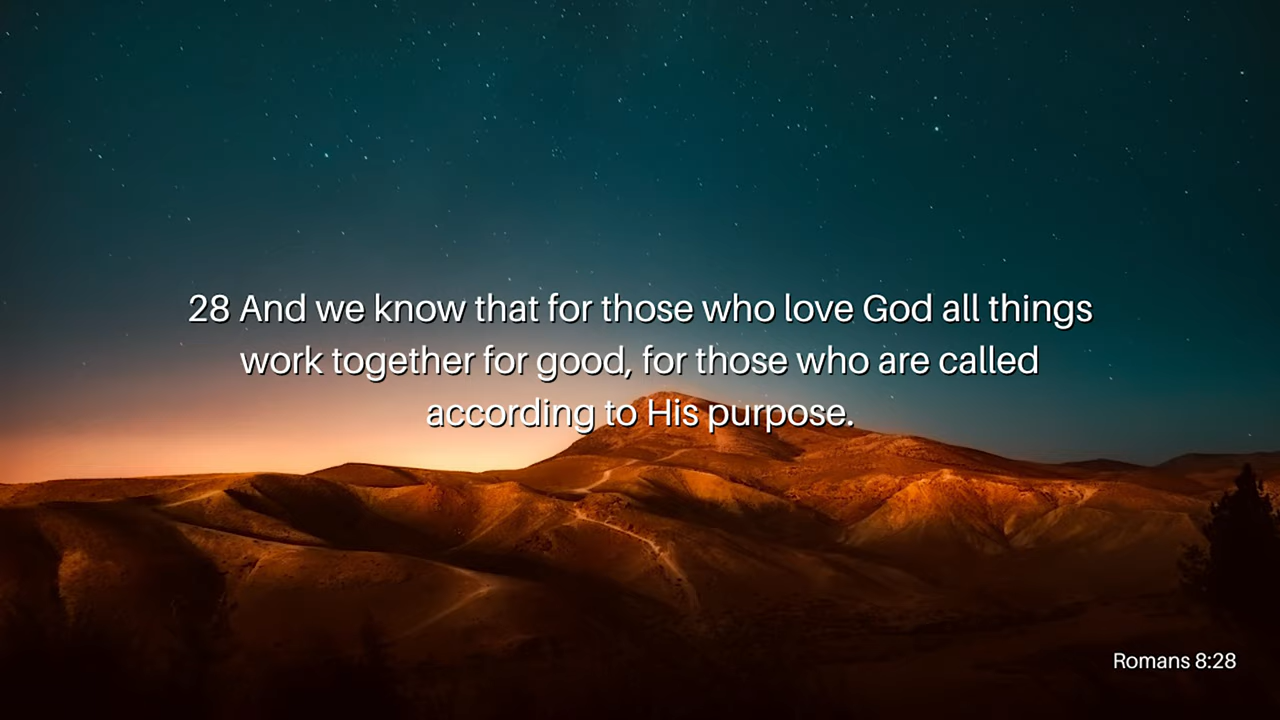 28 And we know that for those who love God all things
work together for good, for those who are called
according to His purpose.
Romans 8:28